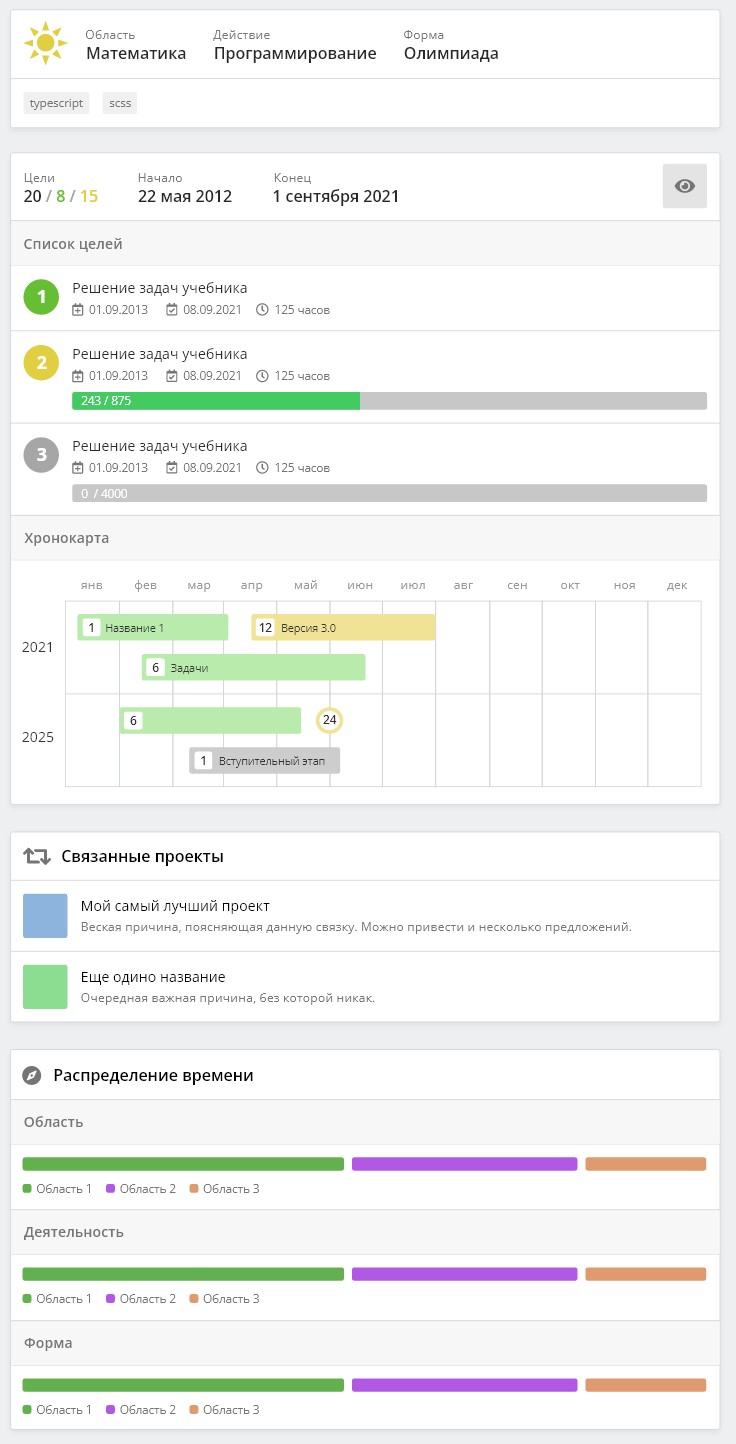 Область Действие Форма
Математика Программирование Олимпиада
typescript scss
Цели Начало Конец
20 / 8 / 15 22 мая 2012 1 сентября 2021
Список целей
1 Решение задач учебника
01.09.2013 08.09.2021 125 часов
2 Решение задач учебника
01.09.2013 08.09.2021 125 часов
243 / 875
3 Решение задач учебника
01.09.2013 08.09.2021 125 часов
0 / 4000
Хронокарта
янв фев мар апр май июн июл авг сен окт ноя дек
2021
1 Название 1 12 Версия 3.0
6 Задачи
2025
6 24
1 Вступительный этап
Связанные проекты
Мой самый лучший проект
Веская причина, поясняющая данную связку. Можно привести и несколько предложений.
Еще одино название
Очередная важная причина, без которой никак.
Распределение времени
Область
Область 1 Область 2 Область 3
Деятельность
Область 1 Область 2 Область 3
Форма
Область 1 Область 2 Область 3